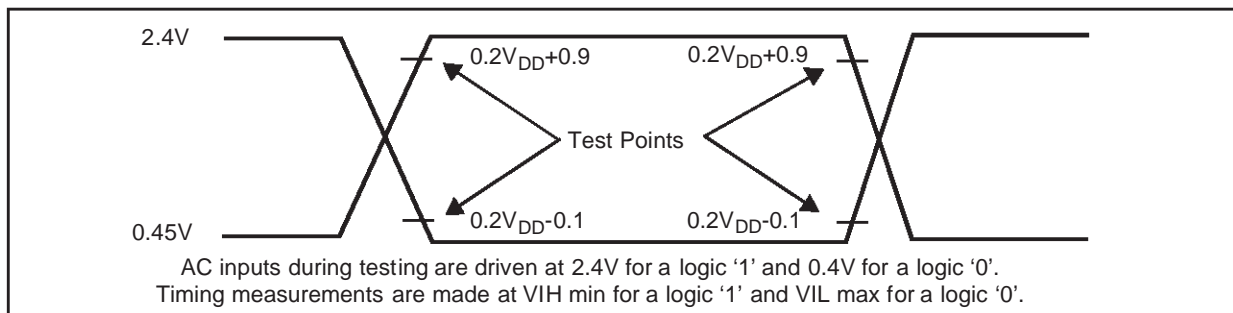 2.4V
0.2VDD+0.9 0.2VDD+0.9
Test Points
0.2VDD-0.1 0.2VDD-0.1
0.45V
AC inputs during testing are driven at 2.4V for a logic ‘1’ and 0.4V for a logic ‘0’.
Timing measurements are made at VIH min for a logic ‘1’ and VIL max for a logic ‘0’.